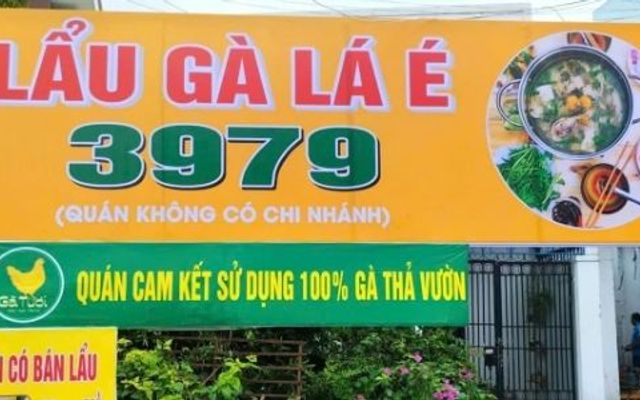 LẨU GÀ LÁ É
3979
(QUÁN KHÔNG CÓ CHI NHÁNH)
QUÁN CAM KẾT SỬ DỤNG 100% GÀ THẢ VƯỜN
Gà Tươi
CÓ BÁN LẨU